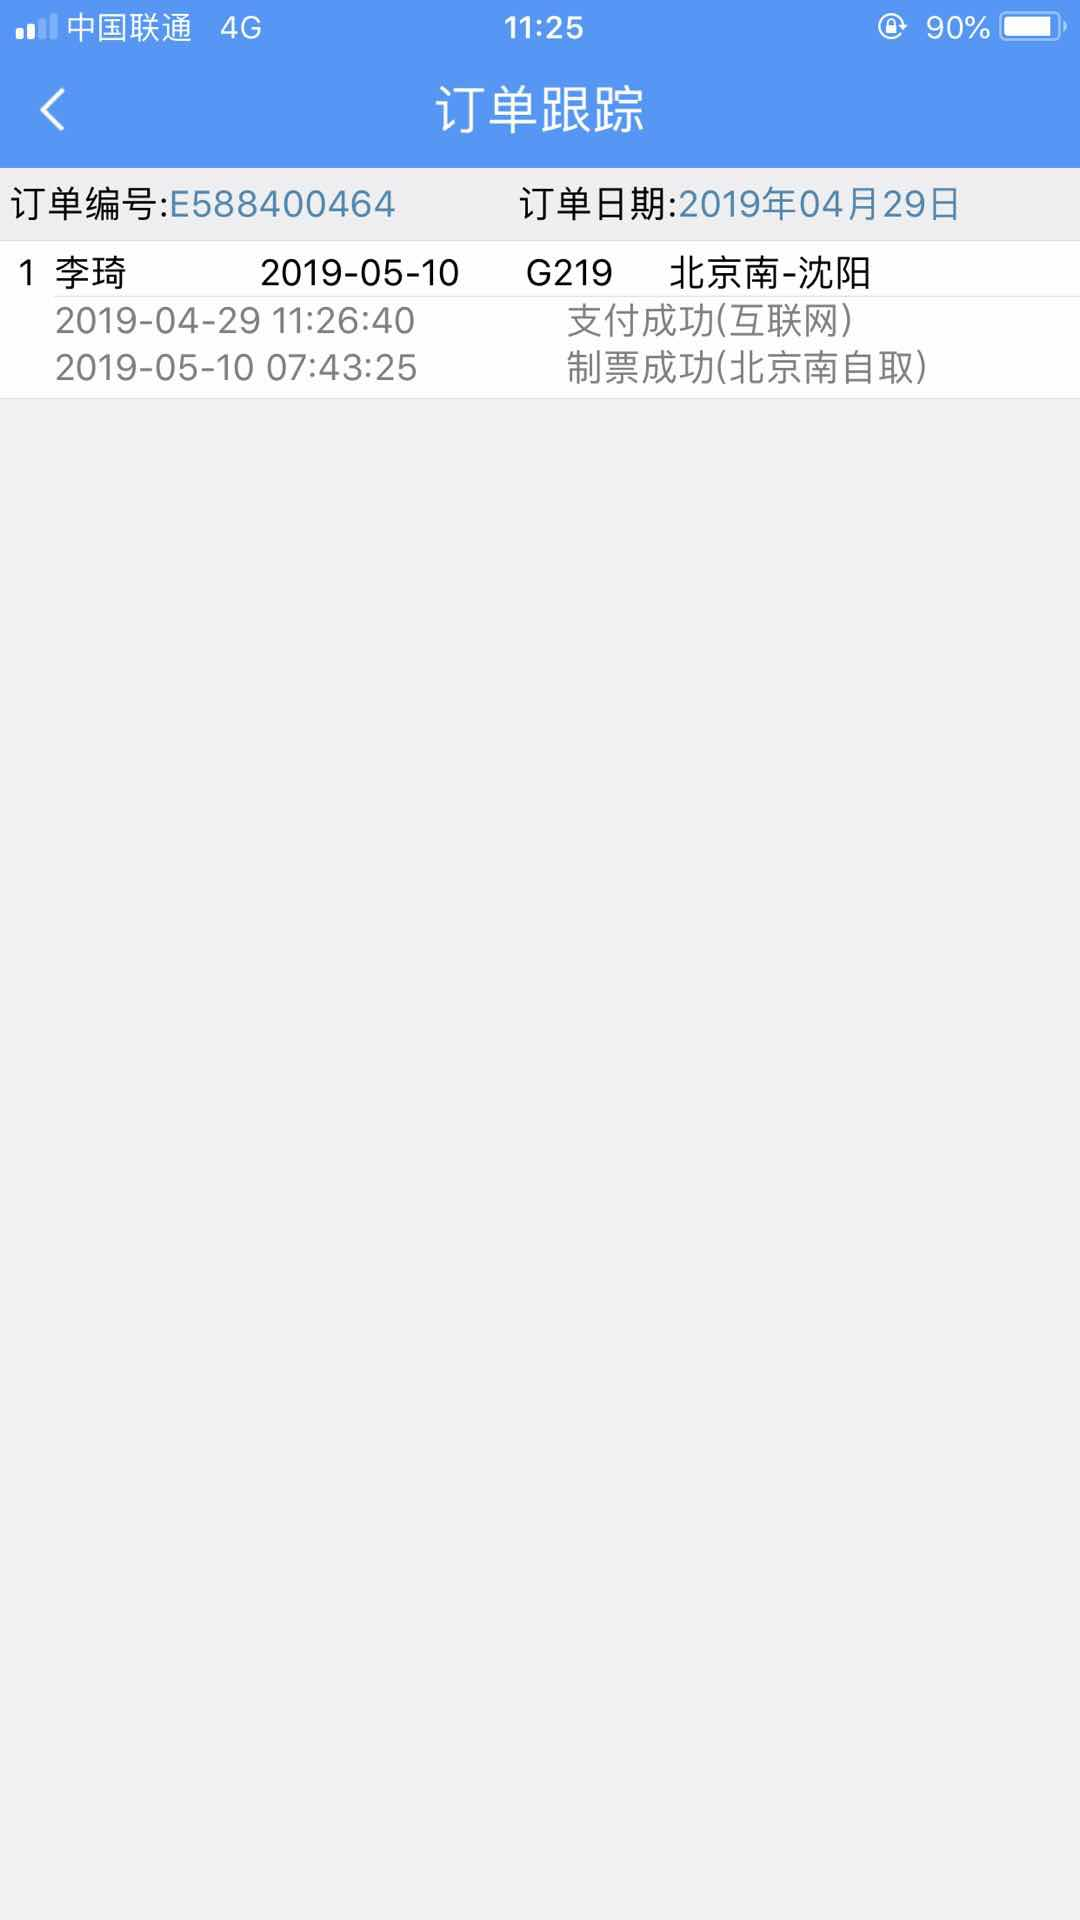 中国联通 4G 11:25 90%
订单跟踪
订单编号:E588400464 订单日期:2019年04月29日
1 李琦 2019-05-10 G219 北京南-沈阳
2019-04-29 11:26:40 支付成功(互联网)
2019-05-10 07:43:25 制票成功(北京南自取)